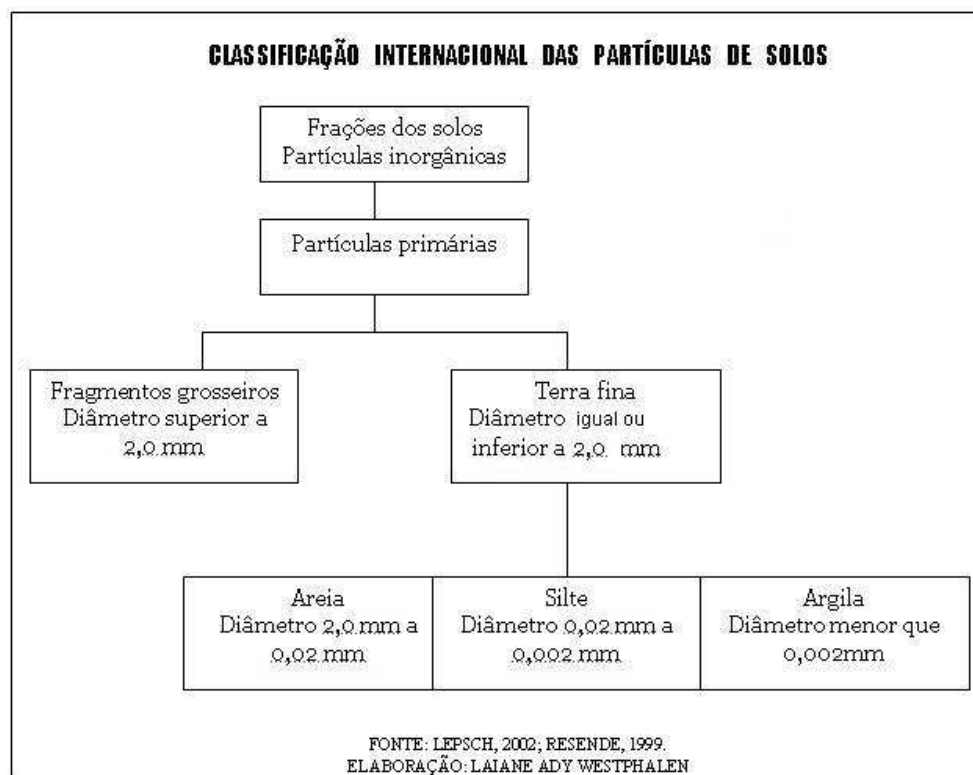 CLASSIFICAÇÃO INTERNACIONAL DAS PARTÍCULAS DE SOLOS
Frações dos solos
Partículas inorgânicas
Partículas primárias
Fragmentos grosseiros
Diâmetro superior a
2,0 mm
Terra fina
Diâmetro igual ou
inferior a 2,0 mm
Areia
Diâmetro 2,0 mm a
0,02 mm
Silte
Diâmetro 0,02 mm a
0,002 mm
Argila
Diâmetro menor que
0,002mm
FONTE: LEPSCH, 2002; RESENDE, 1999.
ELABORAÇÃO: LAIANE ADY WESTPHALEN